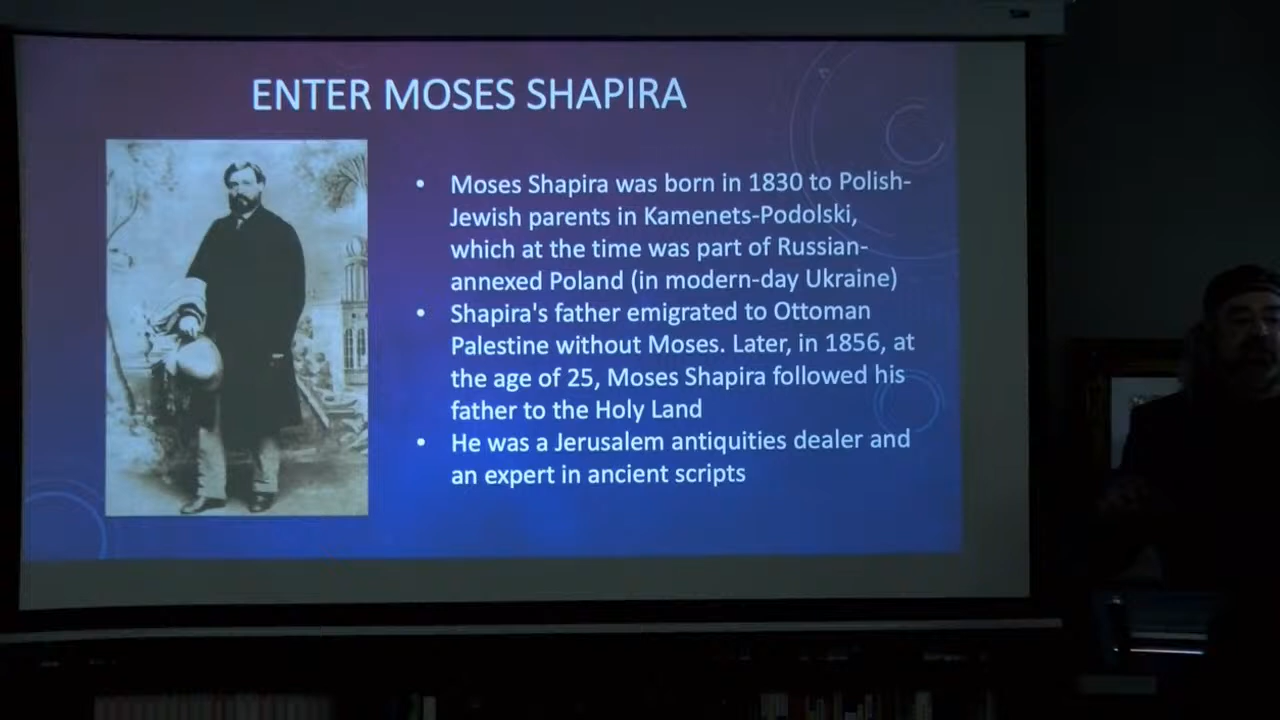 ENTER MOSES SHAPIRA
• Moses Shapira was born in 1830 to Polish-
Jewish parents in Kamenets-Podolski,
which at the time was part of Russian-
annexed Poland (in modern-day Ukraine)
• Shapira's father emigrated to Ottoman
Palestine without Moses. Later, in 1856, at
the age of 25, Moses Shapira followed his
father to the Holy Land
• He was a Jerusalem antiquities dealer and
an expert in ancient scripts